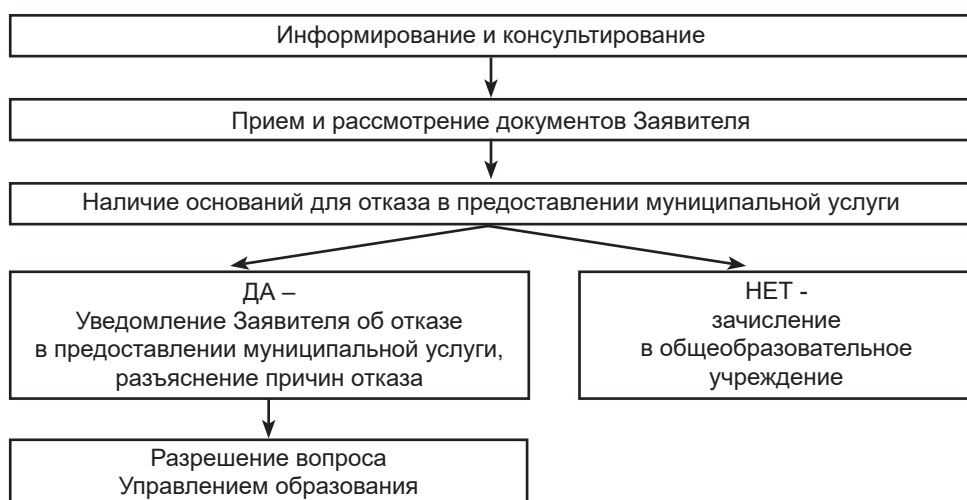 Информирование и консультирование
Прием и рассмотрение документов Заявителя
Наличие оснований для отказа в предоставлении муниципальной услуги
ДА –
Уведомление Заявителя об отказе
в предоставлении муниципальной услуги,
разъяснение причин отказа
НЕТ -
зачисление
в общеобразовательное
учреждение
Разрешение вопроса
Управлением образования